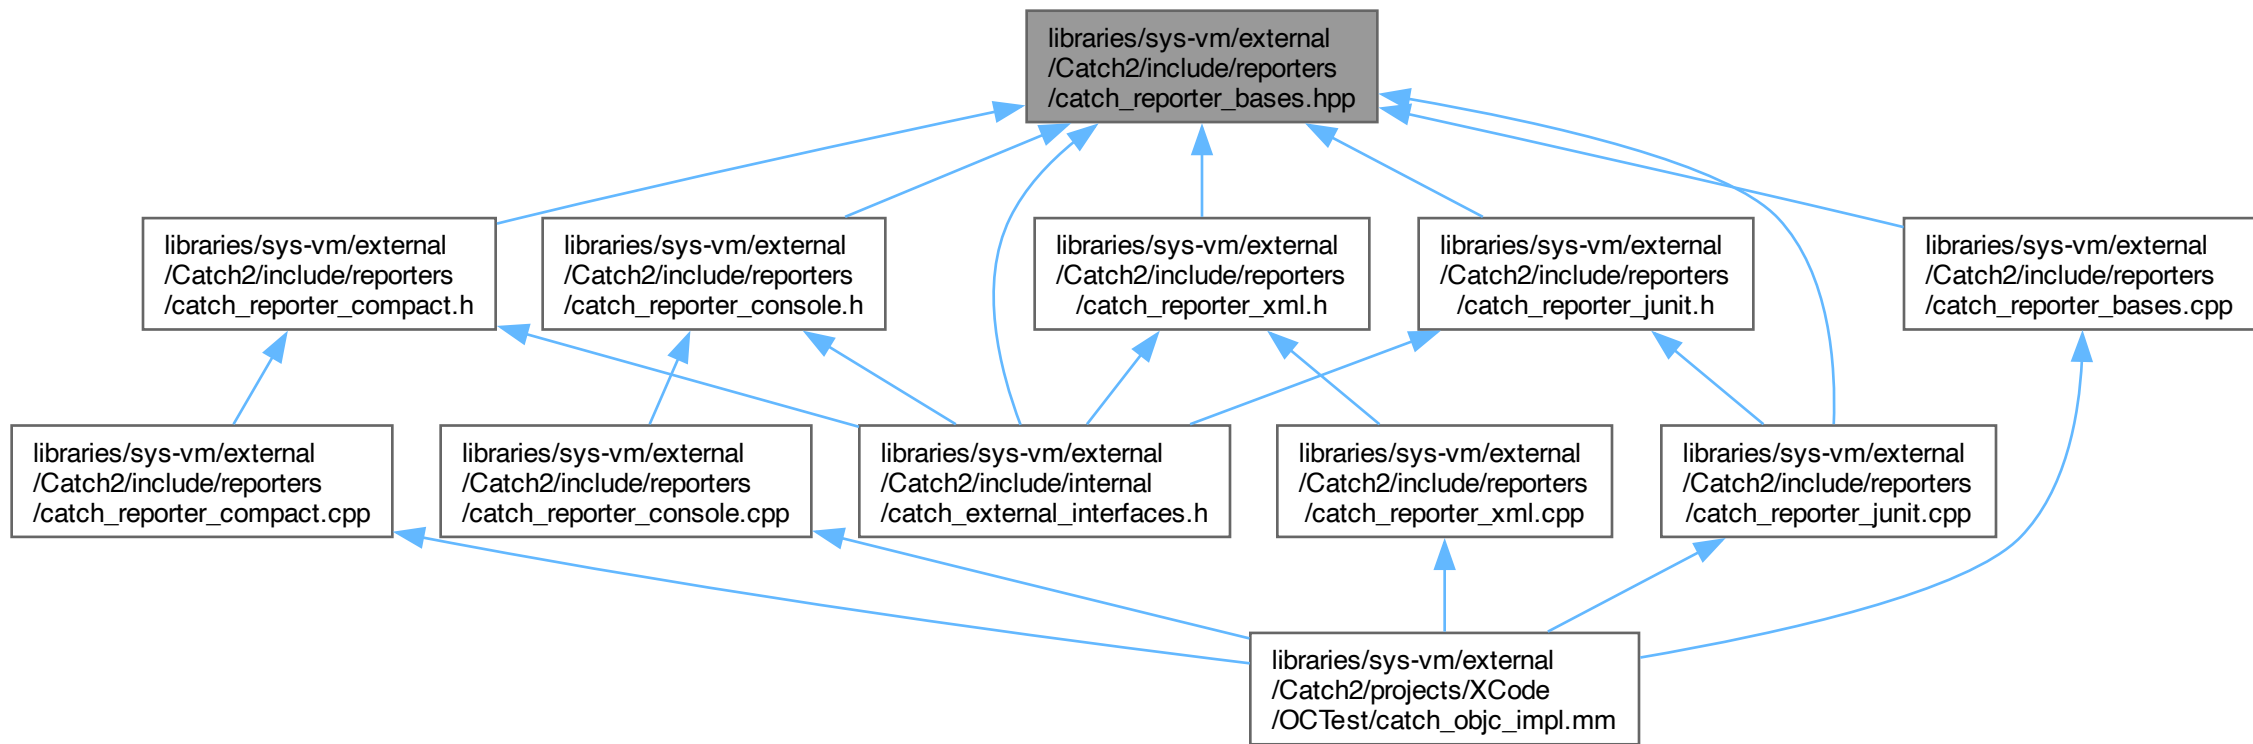 libraries/sys-vm/external
/Catch2/include/reporters
/catch_reporter_bases.hpp
libraries/sys-vm/external
/Catch2/include/reporters
/catch_reporter_compact.h
libraries/sys-vm/external
/Catch2/include/reporters
/catch_reporter_console.h
libraries/sys-vm/external
/Catch2/include/reporters
/catch_reporter_xml.h
libraries/sys-vm/external
/Catch2/include/reporters
/catch_reporter_junit.h
libraries/sys-vm/external
/Catch2/include/reporters
/catch_reporter_bases.cpp
libraries/sys-vm/external
/Catch2/include/reporters
/catch_reporter_compact.cpp
libraries/sys-vm/external
/Catch2/include/reporters
/catch_reporter_console.cpp
libraries/sys-vm/external
/Catch2/include/internal
/catch_external_interfaces.h
libraries/sys-vm/external
/Catch2/include/reporters
/catch_reporter_xml.cpp
libraries/sys-vm/external
/Catch2/include/reporters
/catch_reporter_junit.cpp
libraries/sys-vm/external
/Catch2/projects/XCode
/OCTest/catch_objc_impl.mm